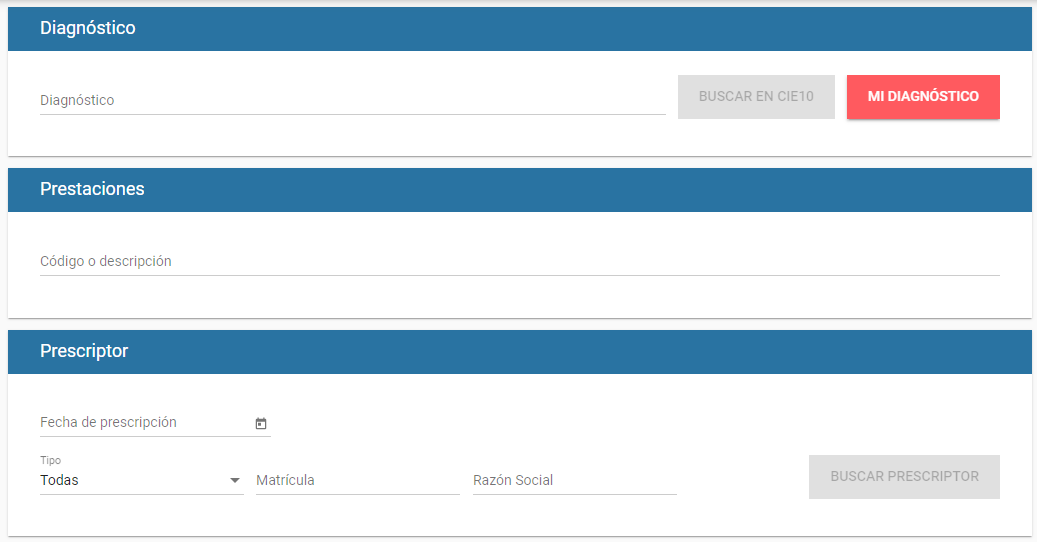 Diagnóstico
Diagnóstico BUSCAR EN CIE10 MI DIAGNÓSTICO
Prestaciones
Código o descripción
Prescriptor
Fecha de prescripción
Tipo
Todas Matrícula Razón Social BUSCAR PRESCRIPTOR